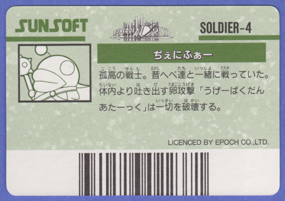 SUNSOFT
SOLDIER-4
ぢぇにふぁー
孤高の戦士。昔へべ達と一緒に戦っていた。
体内より吐き出す卵攻撃「うげーばくだん
あたーっく」は一切を破壊する。
LICENCED BY EPOCH CO.,LTD.